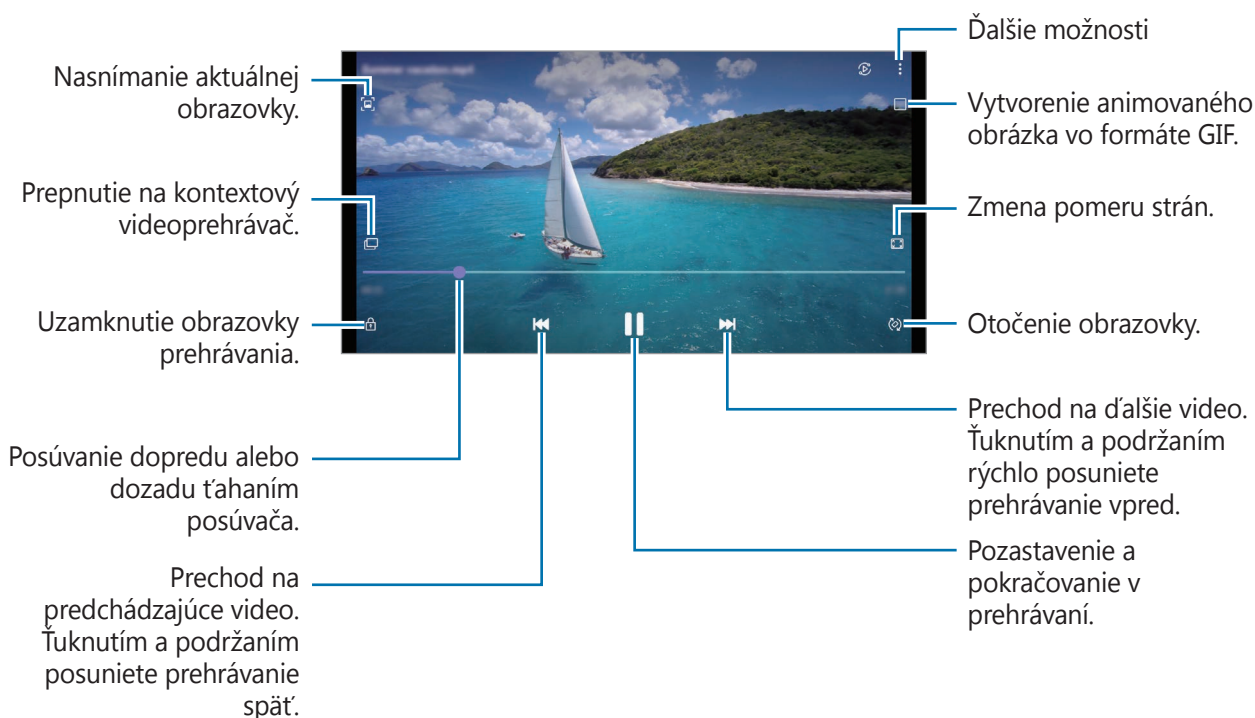 Nasnímanie aktuálnej
obrazovky.
Prepnutie na kontextový
videoprehrávač.
Uzamknutie obrazovky
prehrávania.
Posúvanie dopredu alebo
dozadu ťahaním
posúvača.
Prechod na
predchádzajúce video.
Ťuknutím a podržaním
posuniete prehrávanie
späť.
Ďalšie možnosti
Vytvorenie animovaného
obrázka vo formáte GIF.
Zmena pomeru strán.
Otočenie obrazovky.
Prechod na ďalšie video.
Ťuknutím a podržaním
rýchlo posuniete
prehrávanie vpred.
Pozastavenie a
pokračovanie v
prehrávaní.